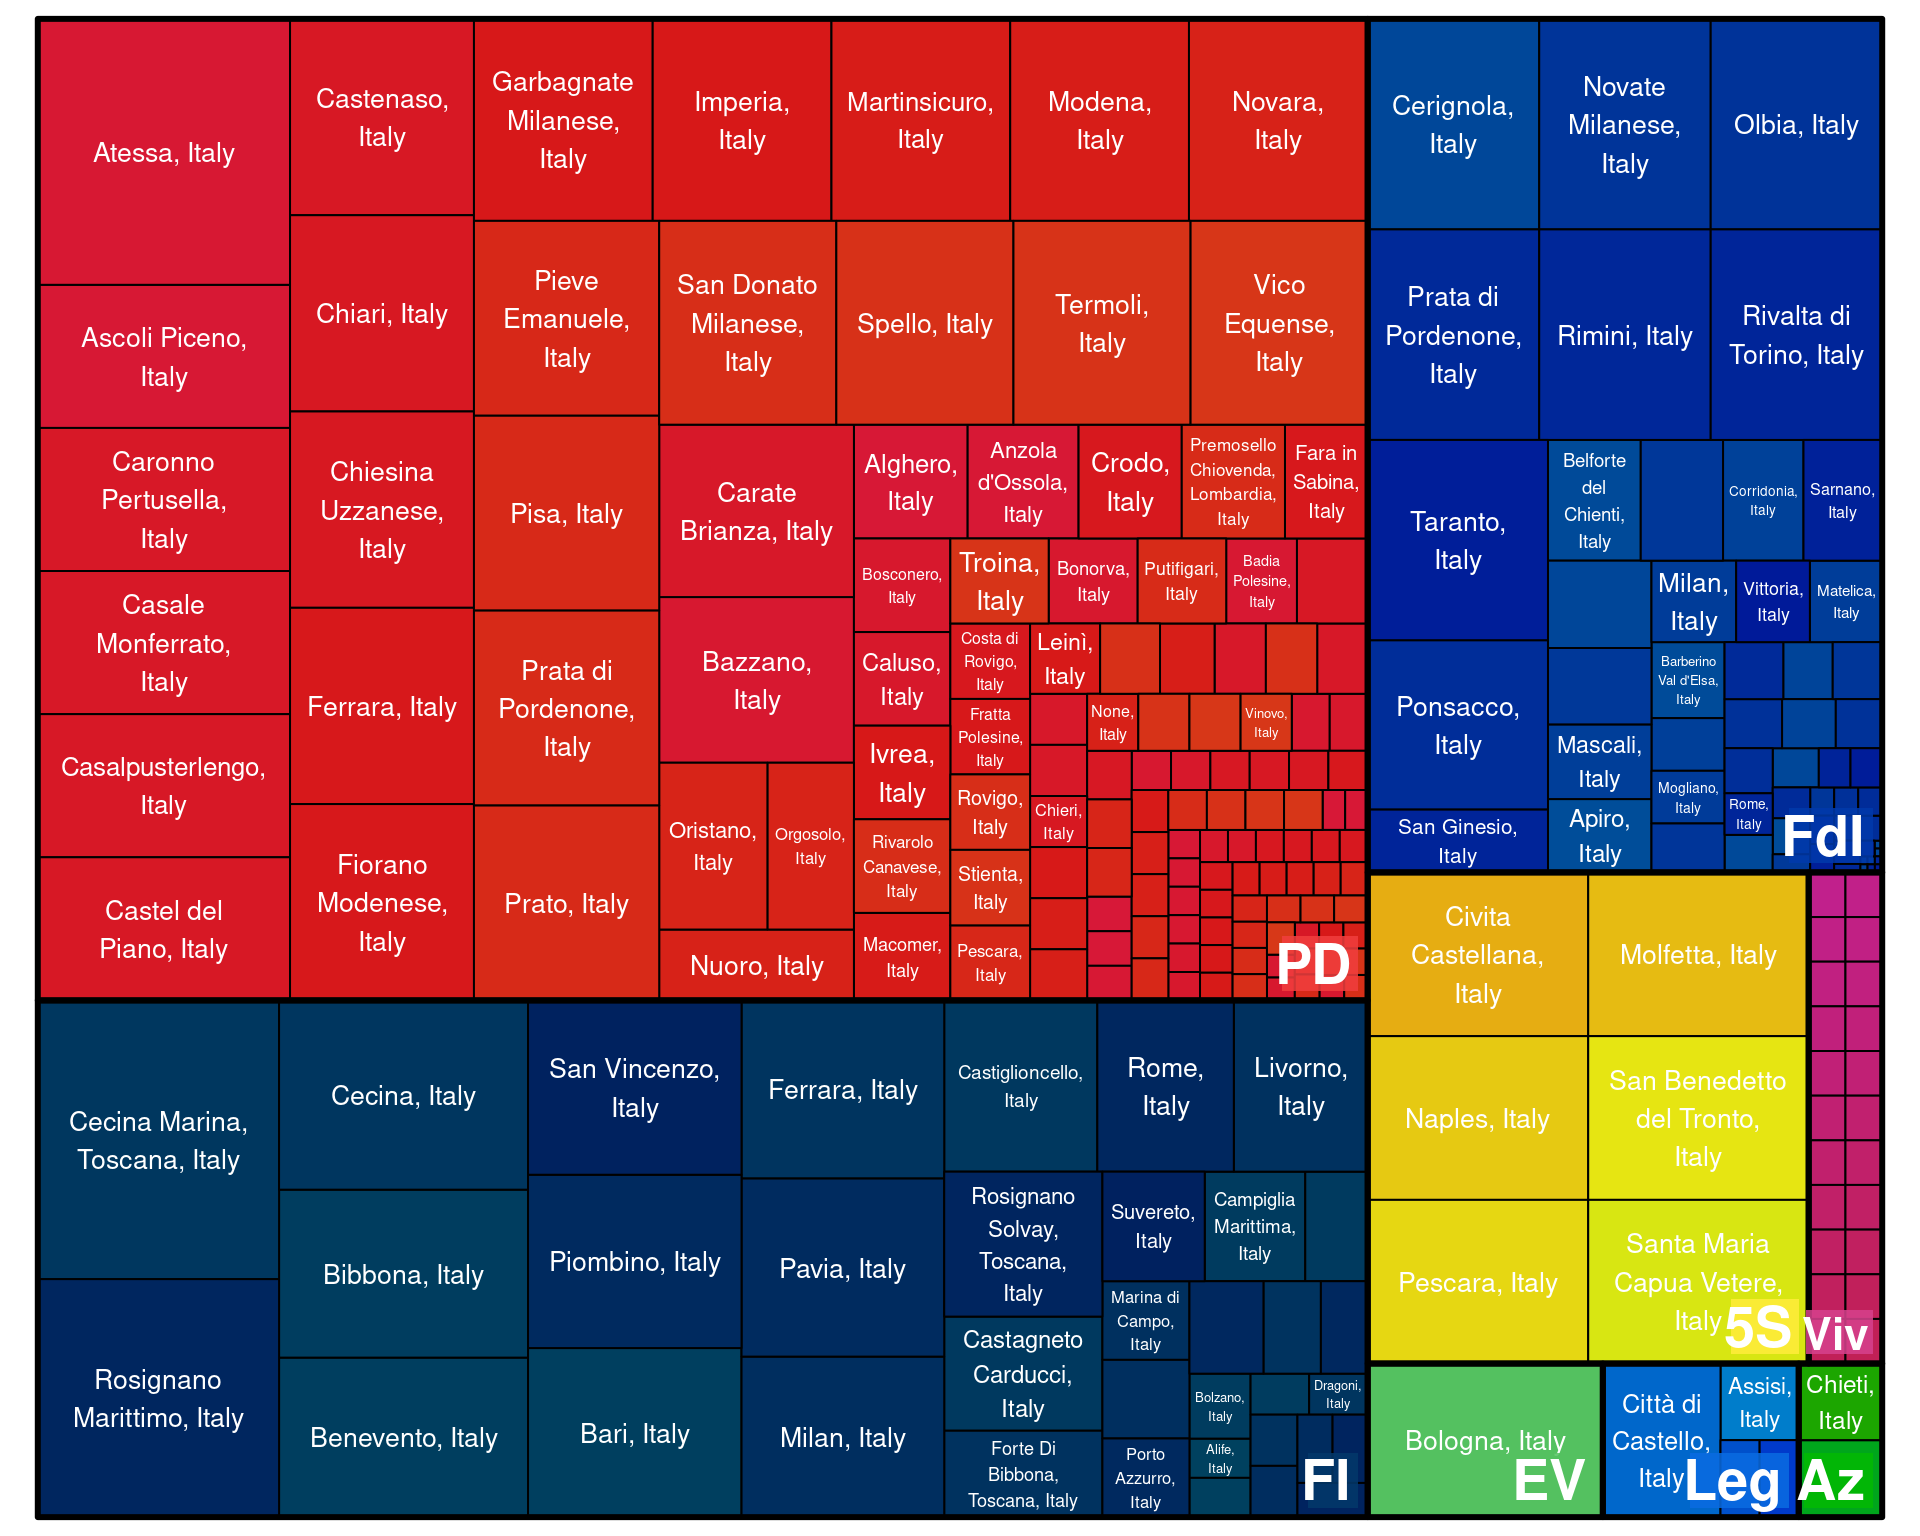 Atessa, Italy
Ascoli Piceno,
Italy
Caronno
Pertusella,
Italy
Casale
Monferrato,
Italy
Casalpusterlengo,
Italy
Castel del
Piano, Italy
Castenaso,
Italy
Chiari, Italy
Chiesina
Uzzanese,
Italy
Ferrara, Italy
Fiorano
Modenese,
Italy
Garbagnate
Milanese,
Italy
Imperia,
Italy
Martinsicuro,
Italy
Modena,
Italy
Novara,
Italy
Pieve
Emanuele,
Italy
San Donato
Milanese,
Italy
Spello, Italy
Termoli,
Italy
Vico
Equense,
Italy
Pisa, Italy
Prata di
Pordenone,
Italy
Prato, Italy
Carate
Brianza, Italy
Bazzano,
Italy
Oristano,
Italy
Orgosolo,
Italy
Nuoro, Italy
Alghero,
Italy
Anzola
d'Ossola,
Italy
Crodo,
Italy
Premosello
Chiovenda,
Lombardia,
Italy
Fara in
Sabina,
Italy
Bosconero,
Italy
Caluso,
Italy
Ivrea,
Italy
Rivarolo
Canavese,
Italy
Macomer,
Italy
Troina,
Italy
Bonorva,
Italy
Putifigari,
Italy
Badia
Polesine,
Italy
Costa di
Rovigo,
Italy
Fratta
Polesine,
Italy
Rovigo,
Italy
Stienta,
Italy
Pescara,
Italy
Leinì,
Italy
None,
Italy
Vinovo,
Italy
Chieri,
Italy
PD
Cecina Marina,
Toscana, Italy
Rosignano
Marittimo, Italy
Cecina, Italy
Bibbona, Italy
Benevento, Italy
San Vincenzo,
Italy
Piombino, Italy
Bari, Italy
Ferrara, Italy
Pavia, Italy
Milan, Italy
Castiglioncello,
Italy
Rome,
Italy
Livorno,
Italy
Rosignano
Solvay,
Toscana,
Italy
Castagneto
Carducci,
Italy
Forte Di
Bibbona,
Toscana, Italy
Suvereto,
Italy
Campiglia
Marittima,
Italy
Marina di
Campo,
Italy
Porto
Azzurro,
Italy
Bolzano,
Italy
Alife,
Italy
Dragoni,
Italy
FI
Cerignola,
Italy
Novate
Milanese,
Italy
Olbia, Italy
Prata di
Pordenone,
Italy
Rimini, Italy
Rivalta di
Torino, Italy
Taranto,
Italy
Ponsacco,
Italy
San Ginesio,
Italy
Belforte
del
Chienti,
Italy
Corridonia,
Italy
Sarnano,
Italy
Milan,
Italy
Vittoria,
Italy
Matelica,
Italy
Mascali,
Italy
Apiro,
Italy
Barberino
Val d'Elsa,
Italy
Mogliano,
Italy
Rome,
Italy
FdI
Civita
Castellana,
Italy
Molfetta, Italy
Naples, Italy
San Benedetto
del Tronto,
Italy
Pescara, Italy
Santa Maria
Capua Vetere,
Italy
5S
Viv
Bologna, Italy
EV
Città di
Castello,
Italy
Assisi,
Italy
Leg
Chieti,
Italy
Az